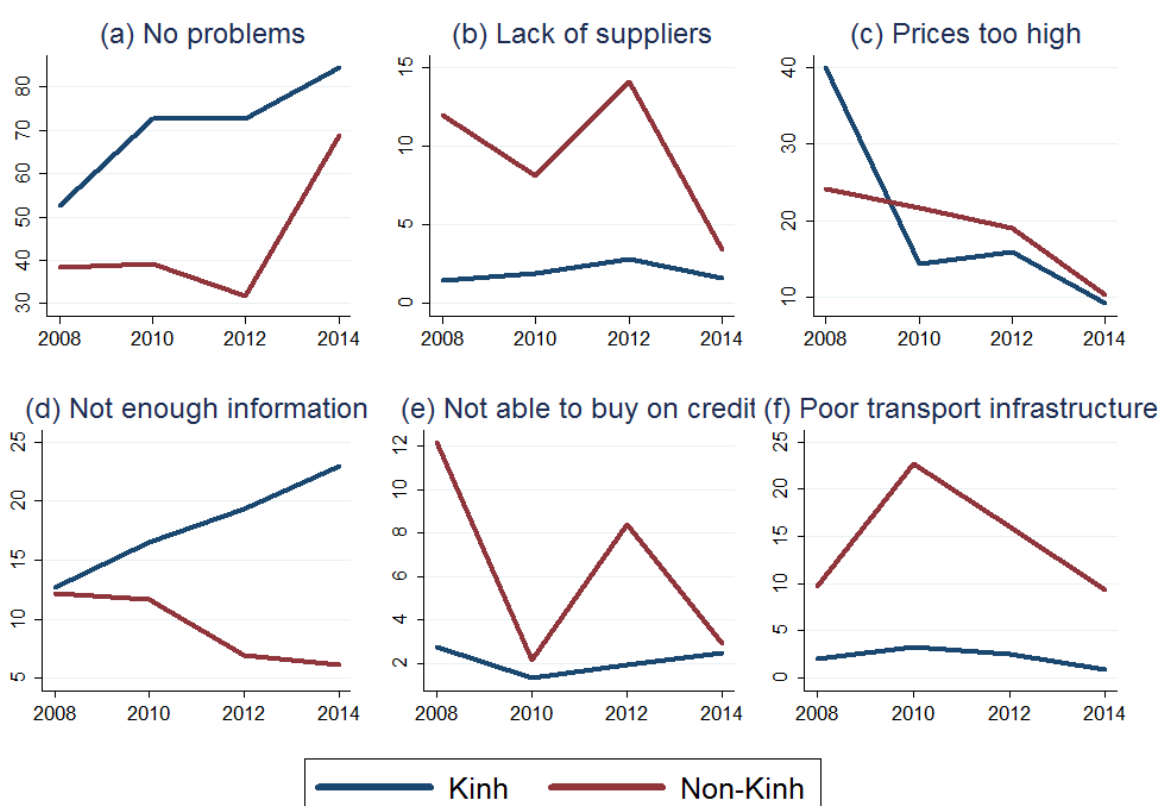 (a) No problems
80
70
60
50
40
30
2008 2010 2012 2014
(b) Lack of suppliers
15
10
5
0
2008 2010 2012 2014
(c) Prices too high
40
30
20
10
2008 2010 2012 2014
(d) Not enough information
25
20
15
10
5
2008 2010 2012 2014
(e) Not able to buy on credit
12
10
8
6
4
2
2008 2010 2012 2014
(f) Poor transport infrastructure
25
20
15
10
5
0
2008 2010 2012 2014
Kinh Non-Kinh